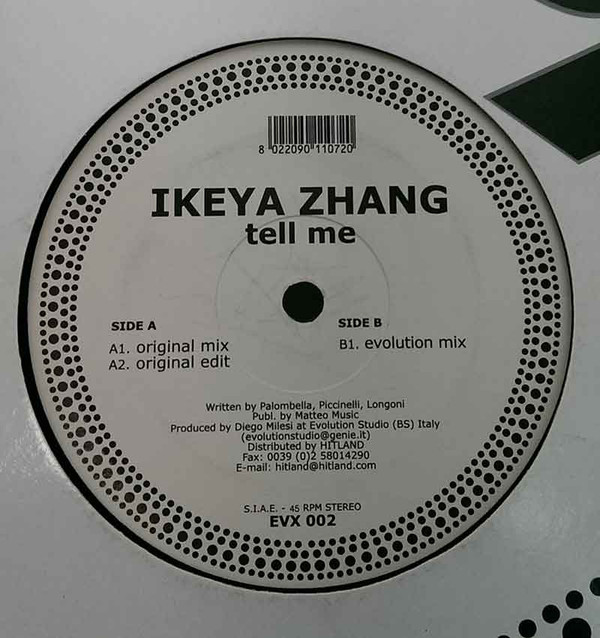 8 022090 110720
IKEYA ZHANG
tell me
SIDE A
A1. original mix
A2. original edit
SIDE B
B1. evolution mix
Written by Palombella, Piccinelli, Longoni
Publ. by Matteo Music
Produced by Diego Milesi at Evolution Studio (BS) Italy
(evolutionstudio@genie.it)
Distributed by HITLAND
Fax: 0039 (0)2 58014290
E-mail: hitland@hitland.com
S.I.A.E. - 45 RPM STEREO
EVX 002